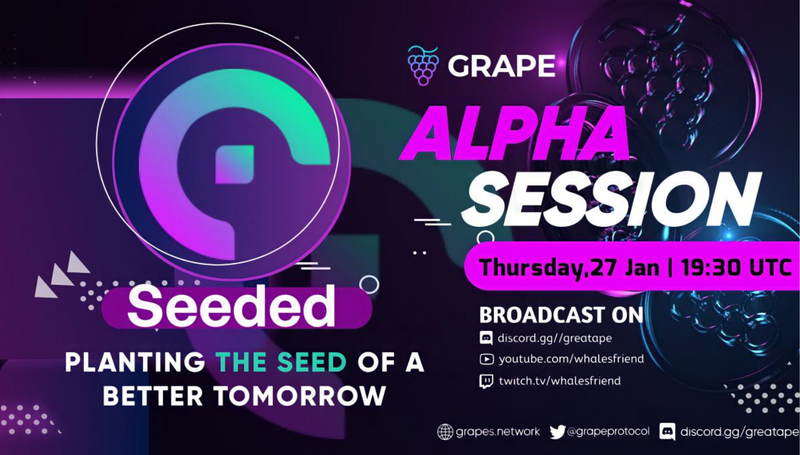 GRAPE
ALPHA
SESSION
Thursday,27 Jan | 19:30 UTC
BROADCAST ON
discord.gg//greatape
youtube.com/whalesfriend
twitch.tv/whalesfriend
Seeded
PLANTING THE SEED OF A
BETTER TOMORROW
grapes.network @grapeprotocol discord.gg/greatape